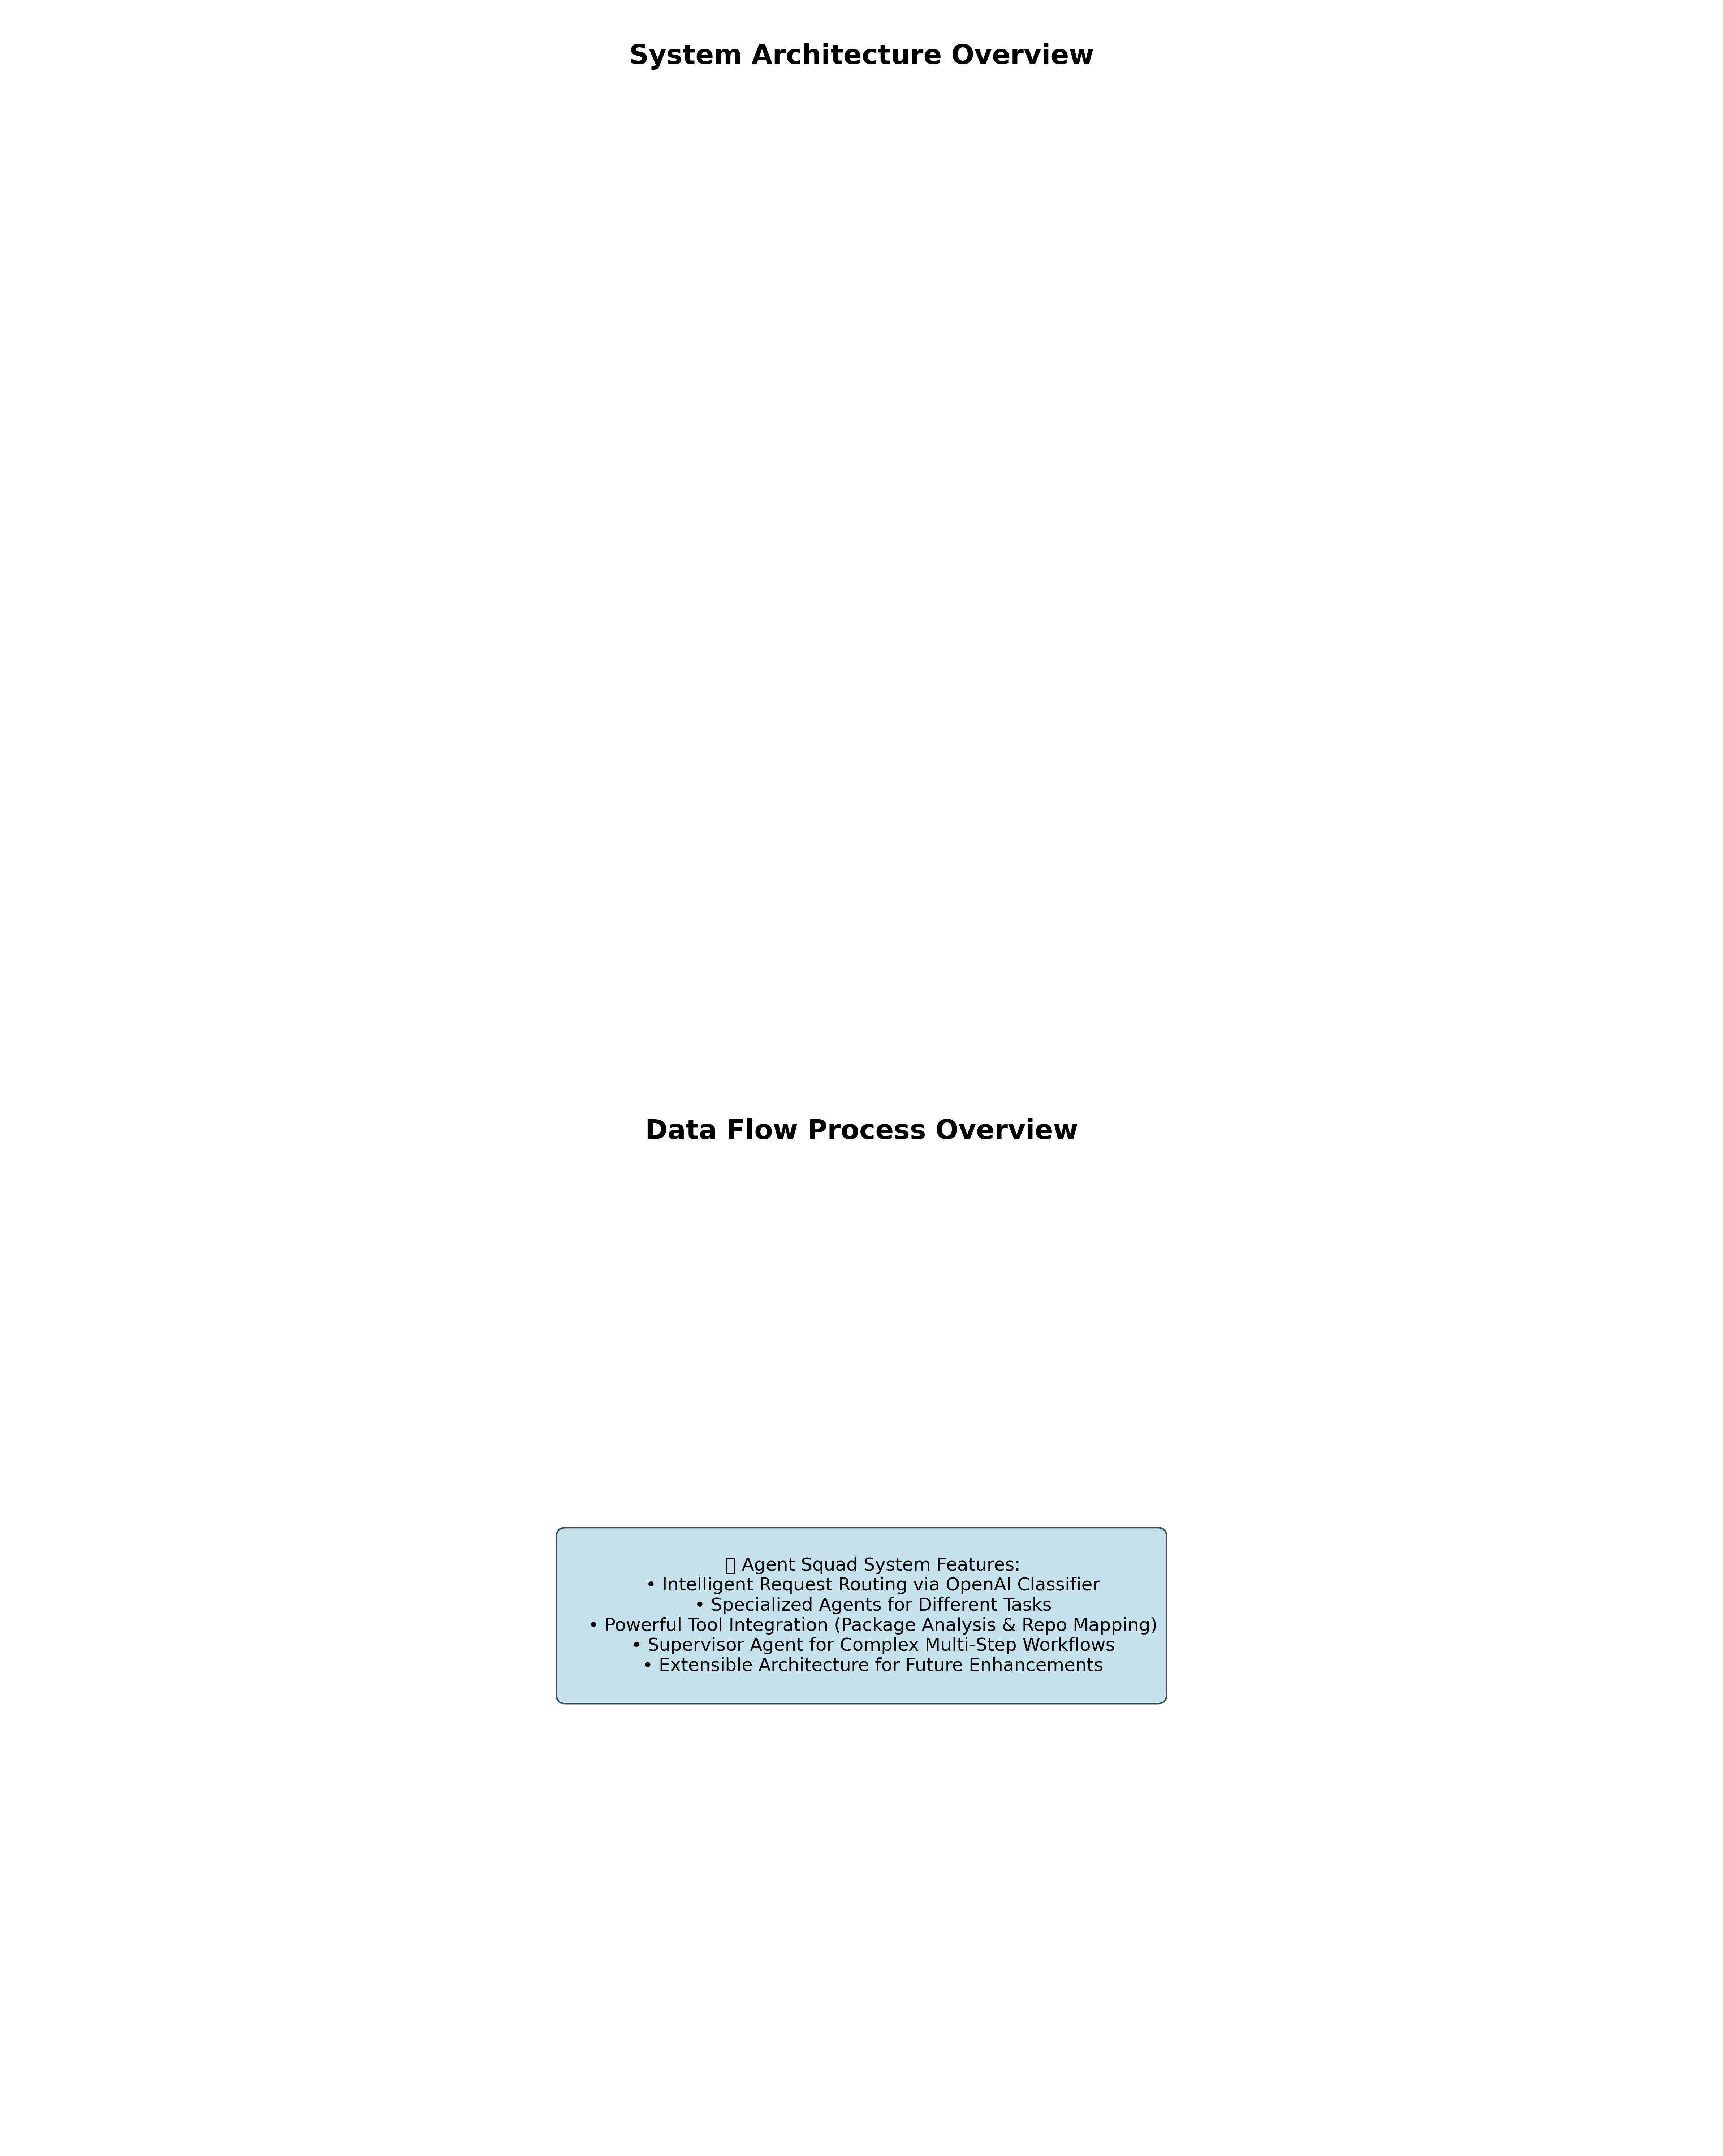 System Architecture Overview
Data Flow Process Overview
Agent Squad System Features:
• Intelligent Request Routing via OpenAI Classifier
• Specialized Agents for Different Tasks
• Powerful Tool Integration (Package Analysis & Repo Mapping)
• Supervisor Agent for Complex Multi-Step Workflows
• Extensible Architecture for Future Enhancements